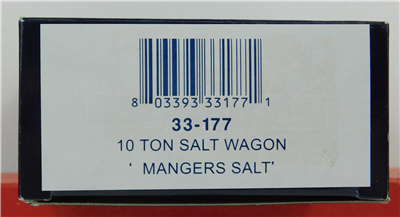 8 03393 33177 1
33-177
10 TON SALT WAGON
' MANGERS SALT'